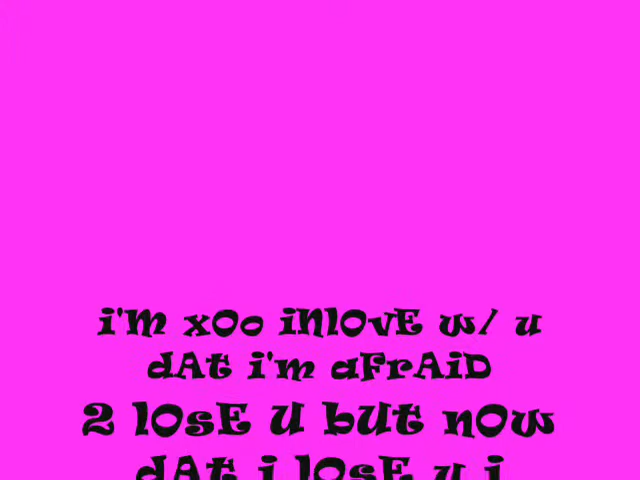 i'm xOo iNlOvE w/ u
dAt i'm aFrAiD
2 lOsE U bUt nOw
dAt i lOsE u i